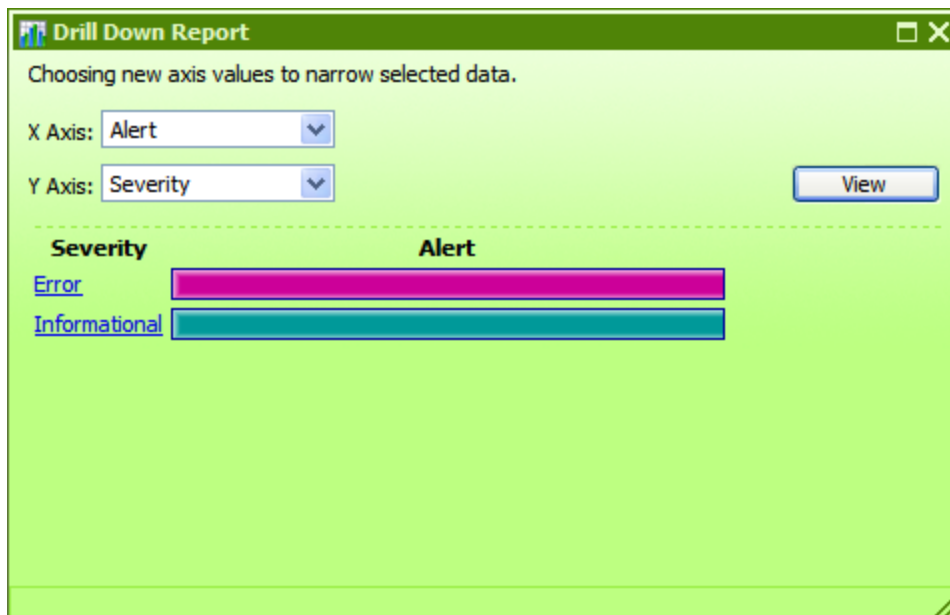 Drill Down Report
Choosing new axis values to narrow selected data.
X Axis: Alert
Y Axis: Severity View
Severity Alert
Error
Informational